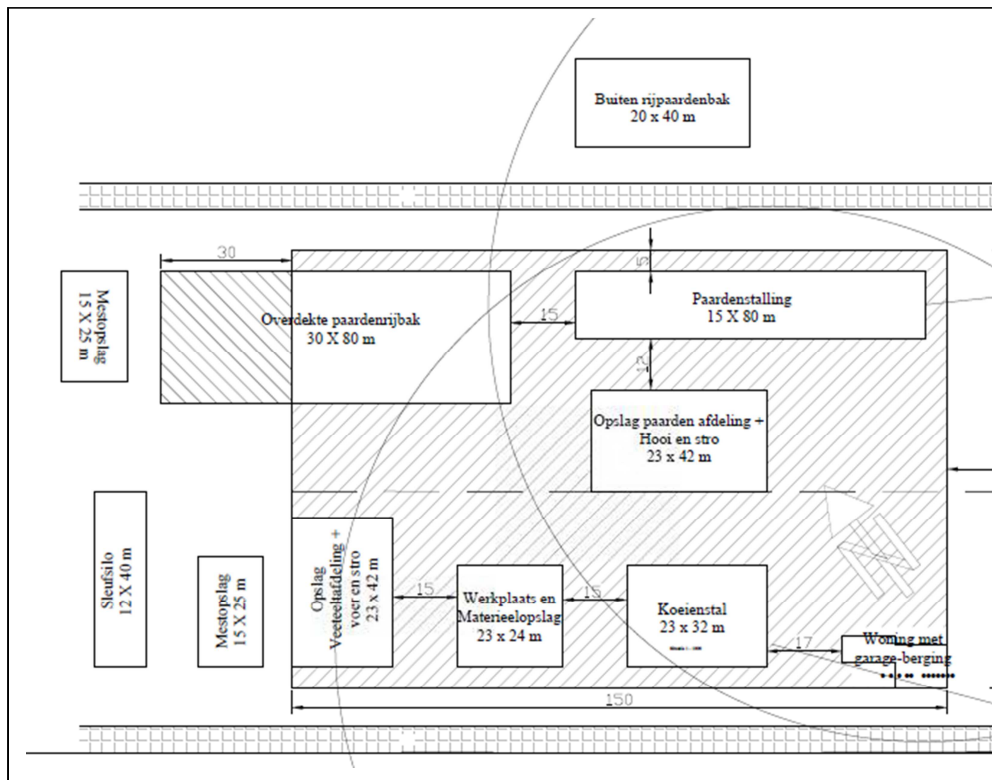 Buiten rijpaardenbak
20 x 40 m
30
5
Mestopslag
15 X 25 m
Overdekte paardenrijbak
30 X 80 m
15
Paardenstalling
15 X 80 m
12
Opslag paarden afdeling +
Hooi en stro
23 x 42 m
Sleufsilo
12 X 40 m
Mestopslag
15 X 25 m
Opslag
Veeteeltafdeling +
voer en stro
23 x 42 m
15
Werkplaats en
Materieelopslag
23 x 24 m
15
Koeienstal
23 x 32 m
17
Woning met
garage-berging
150